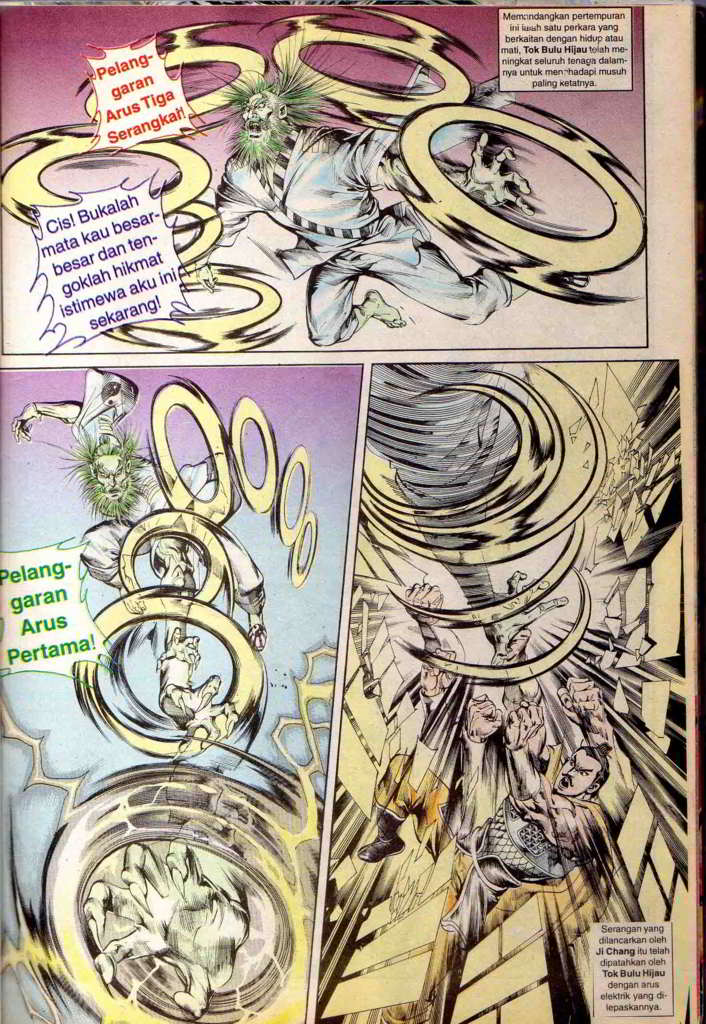 Pelang-
garan
Arus Tiga
Serangkai!
Memandangkan pertempuran
ini ialah satu perkara yang
berkaitan dengan hidup atau
mati, Tok Bulu Hijau telah me-
ningkat seluruh tenaga dalam-
nya untuk menghadapi musuh
paling ketatnya.
Cis! Bukalah
mata kau besar-
besar dan ten-
goklah hikmat
istimewa aku ini
sekarang!
Pelang-
garan
Arus
Pertama!
Serangan yang
dilancarkan oleh
Ji Chang itu telah
dipatahkan oleh
Tok Bulu Hijau
dengan arus
elektrik yang di-
lepaskannya.